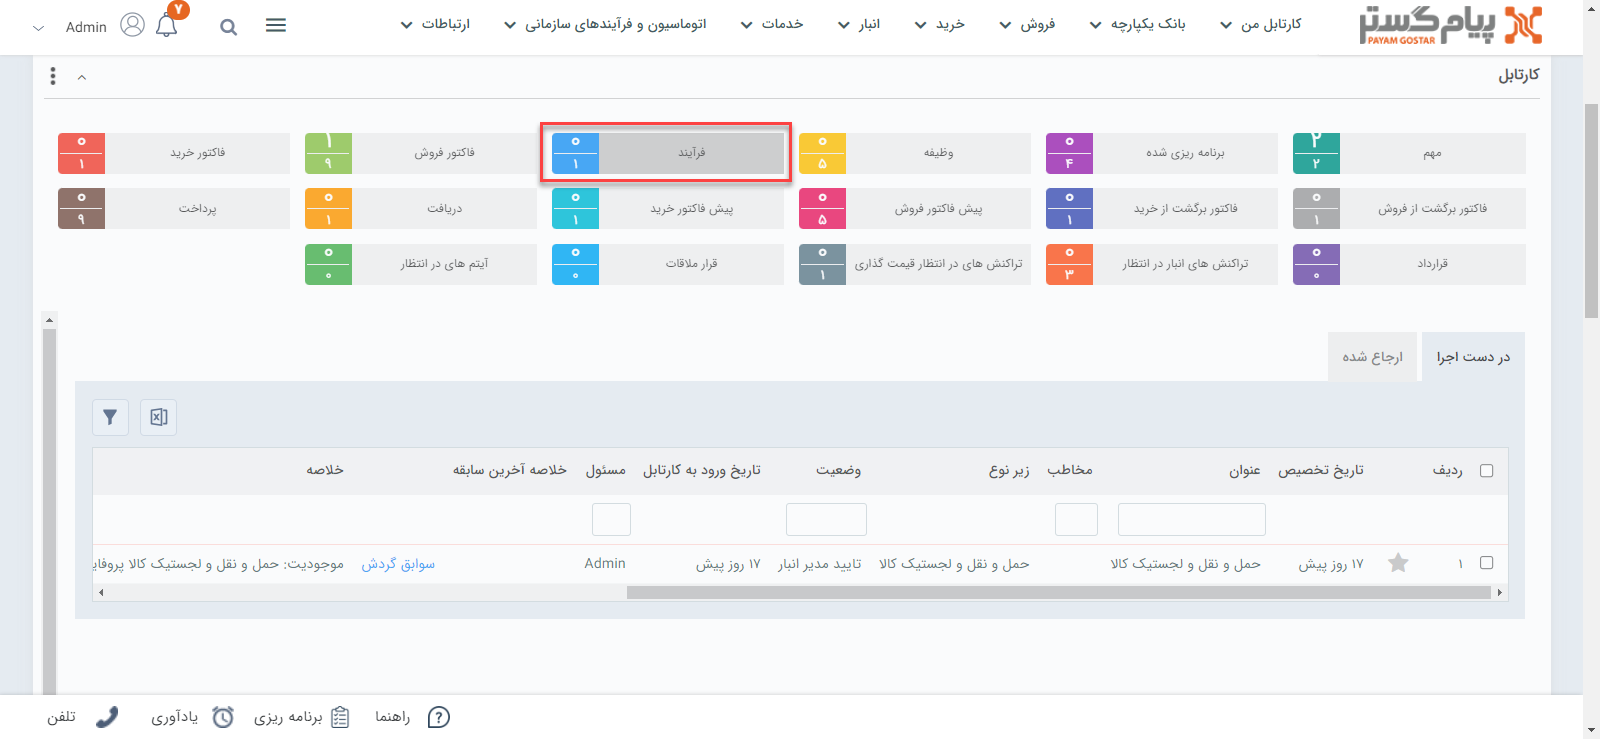 پیام‌گستر
PAYAM GOSTAR
کارتابل من
بانک یکپارچه
فروش
خرید
انبار
خدمات
اتوماسیون و فرآیندهای سازمانی
ارتباطات
۷
Admin
کارتابل
مهم
۲
۲
برنامه ریزی شده
۰
۴
وظیفه
۰
۵
فرآیند
۰
۱
فاکتور فروش
۱
۹
فاکتور خرید
۰
۱
فاکتور برگشت از فروش
۰
۱
فاکتور برگشت از خرید
۰
۱
پیش فاکتور فروش
۰
۵
پیش فاکتور خرید
۰
۱
دریافت
۰
۱
پرداخت
۰
۹
قرارداد
۰
۰
تراکنش های انبار در انتظار
۰
۳
تراکنش های در انتظار قیمت گذاری
۰
۱
قرار ملاقات
۰
۰
آیتم های در انتظار
۰
۰
در دست اجرا
ارجاع شده
ردیف
تاریخ تخصیص
عنوان
مخاطب
زیر نوع
وضعیت
تاریخ ورود به کارتابل
مسئول
خلاصه آخرین سابقه
خلاصه
۱
۱۷ روز پیش
حمل و نقل و لجستیک کالا
حمل و نقل و لجستیک کالا
تایید مدیر انبار
۱۷ روز پیش
Admin
سوابق گردش
موجودیت: حمل و نقل و لجستیک کالا پروفای
راهنما
برنامه ریزی
یادآوری
تلفن